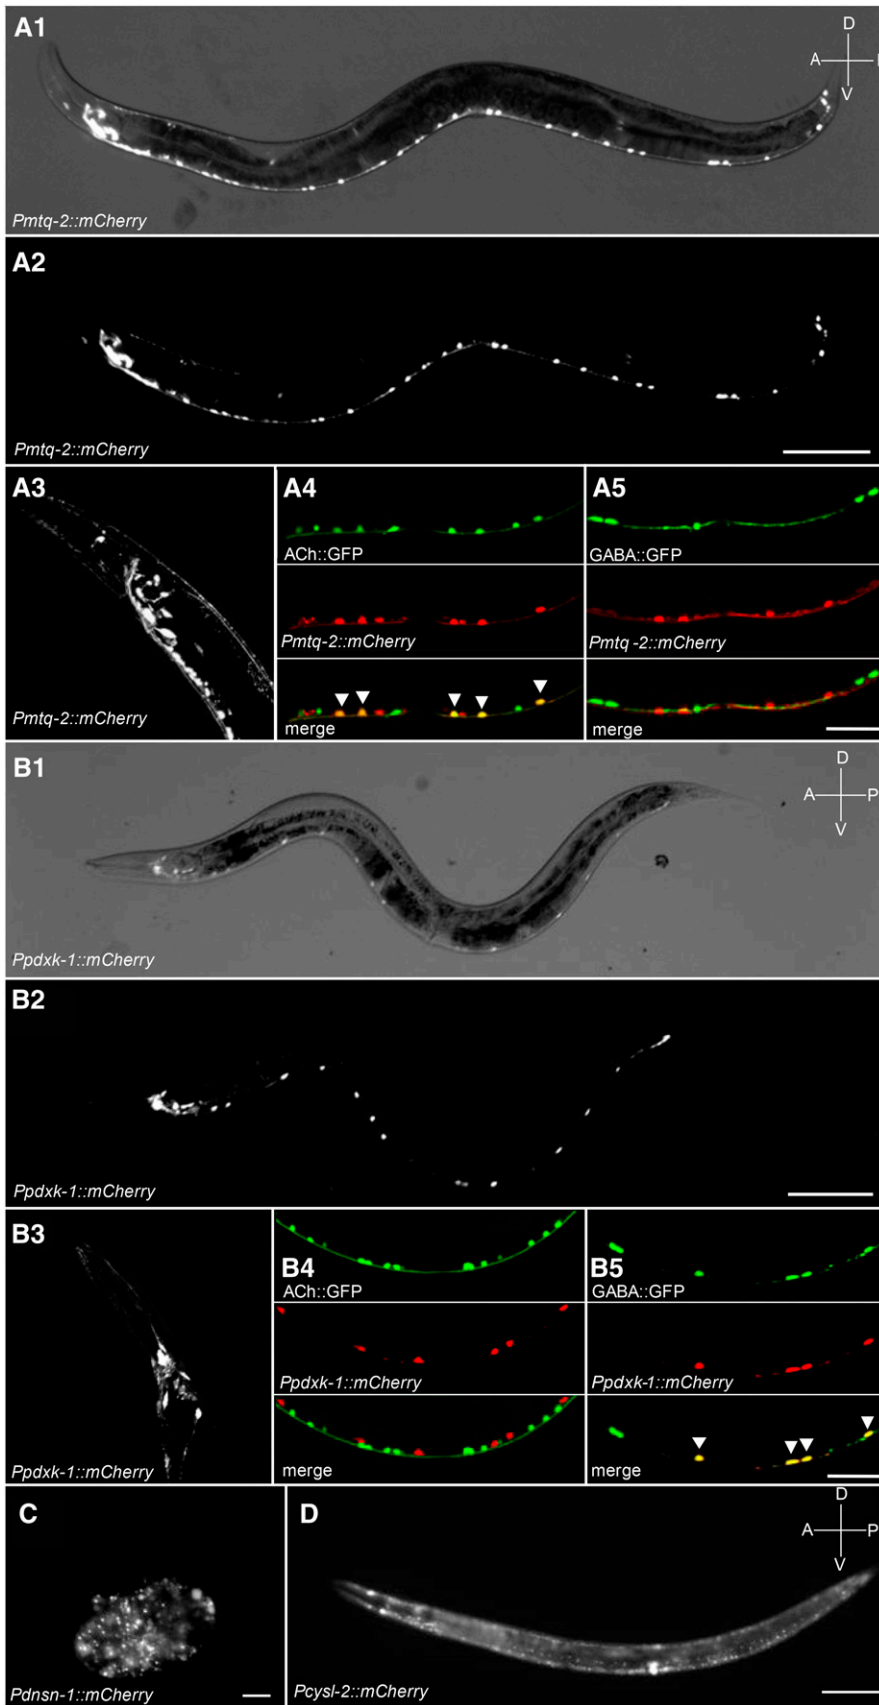 A1
D
A
V
Pmtq-2::mCherry
A2
Pmtq-2::mCherry
A3
A4
A5
ACh::GFP
GABA::GFP
Pmtq-2::mCherry
Pmtq -2::mCherry
Pmtq-2::mCherry
merge
merge
B1
D
A
P
V
Ppdxk-1::mCherry
B2
Ppdxk-1::mCherry
B3
B4
B5
ACh::GFP
GABA::GFP
Ppdxk-1::mCherry
Ppdxk-1::mCherry
Ppdxk-1::mCherry
merge
merge
C
D
D
A
P
V
Pdnsn-1::mCherry
Pcysl-2::mCherry